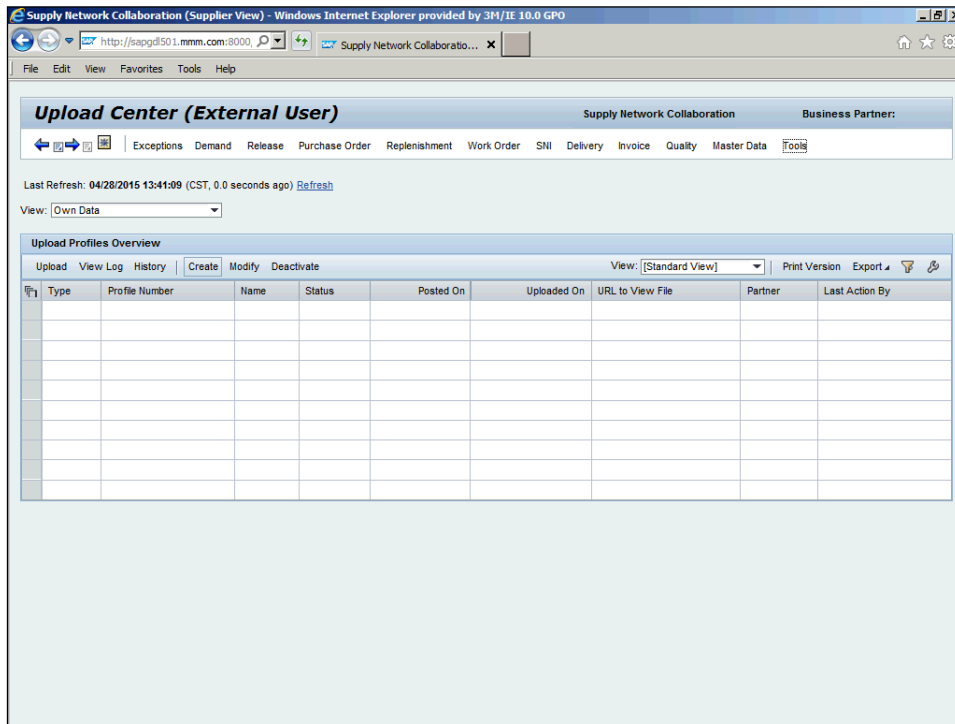 Supply Network Collaboration (Supplier View) - Windows Internet Explorer provided by 3M/IE 10.0 GPO
http://sapgdl501.mmm.com:8000, Supply Network Collaboratio...
File Edit View Favorites Tools Help
Upload Center (External User) Supply Network Collaboration Business Partner:
Exceptions Demand Release Purchase Order Replenishment Work Order SNI Delivery Invoice Quality Master Data Tools
Last Refresh: 04/28/2015 13:41:09 (CST, 0.0 seconds ago) Refresh
View: Own Data
Upload Profiles Overview
Upload View Log History Create Modify Deactivate View: [Standard View] Print Version Export
Type Profile Number Name Status Posted On Uploaded On URL to View File Partner Last Action By